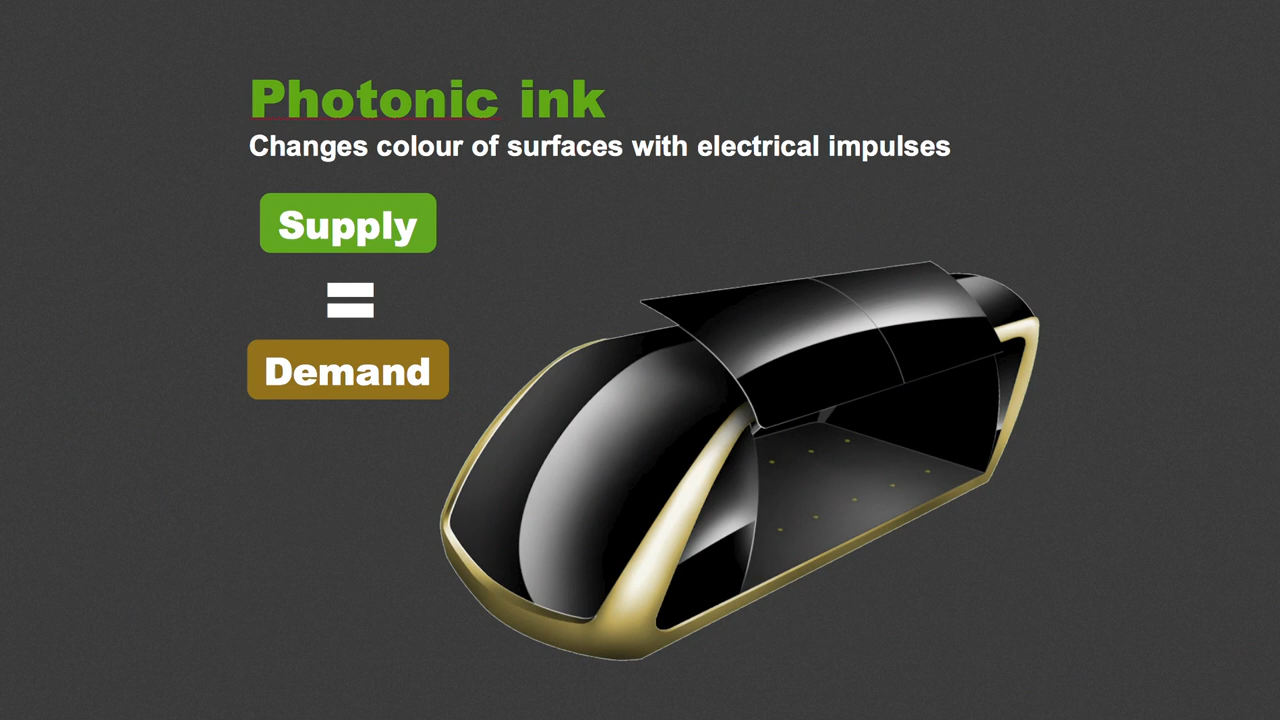 Photonic ink
Changes colour of surfaces with electrical impulses
Supply
=
Demand